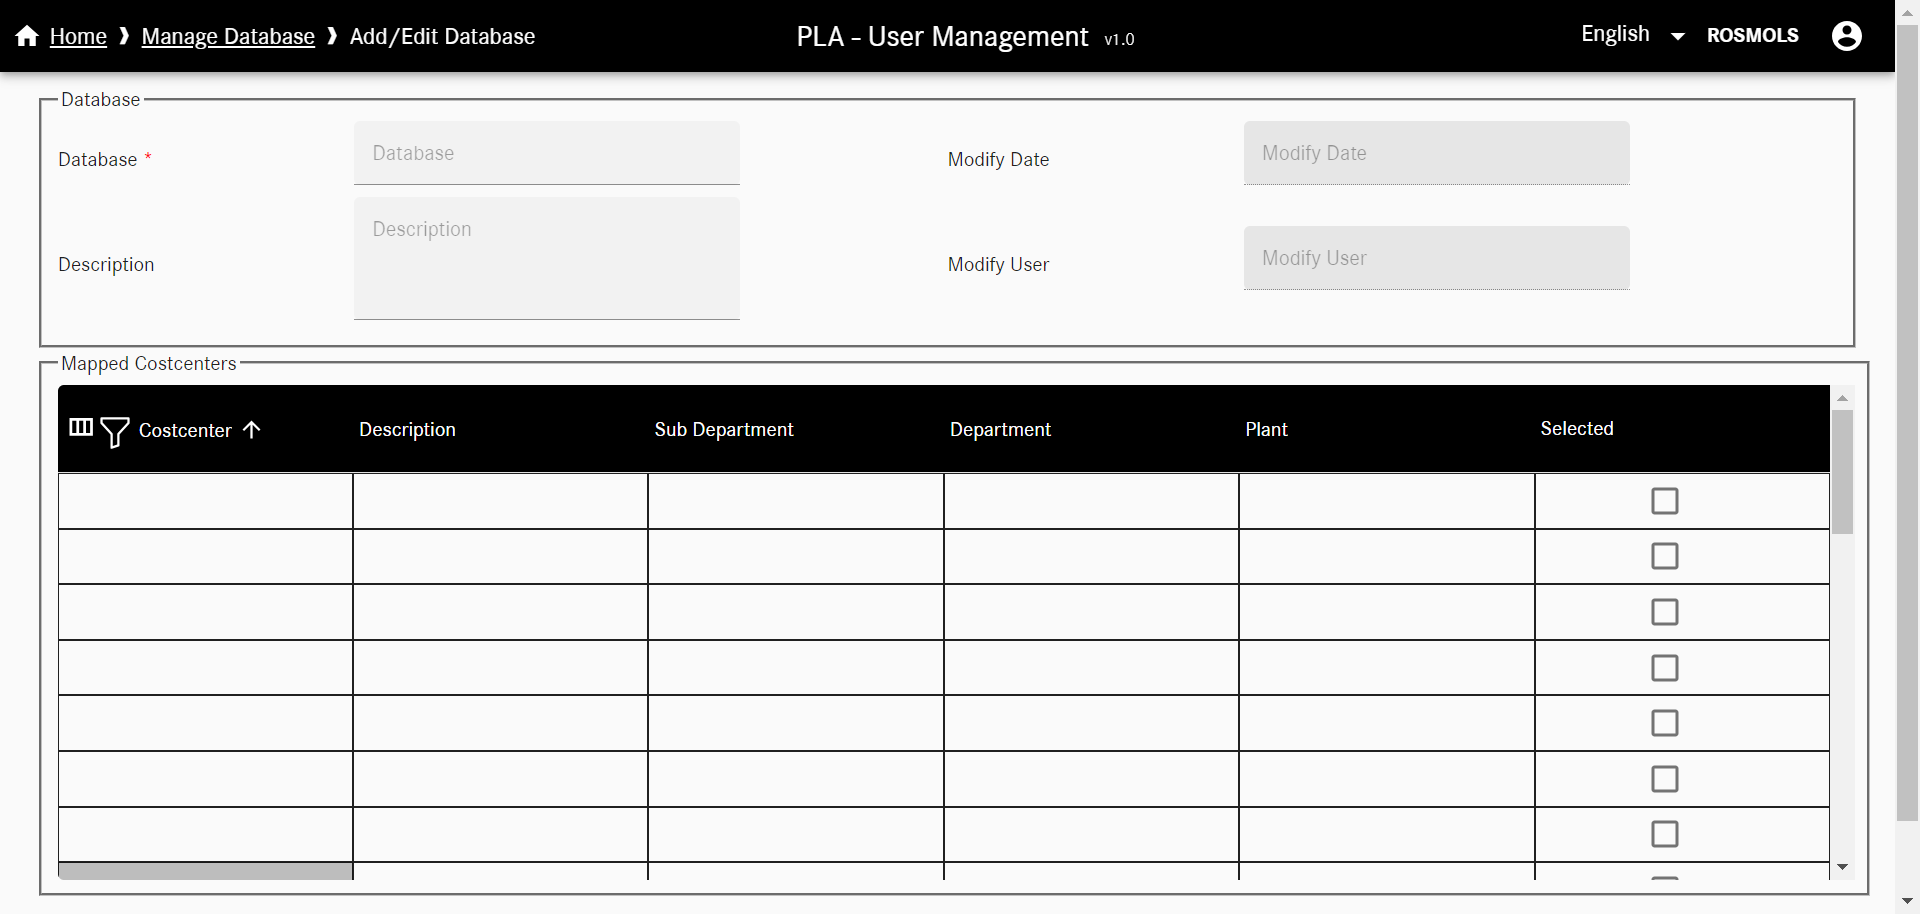 Home ❱ Manage Database ❱ Add/Edit Database
PLA - User Management v1.0
English
ROSMOLS
Database
Database *
Database
Modify Date
Modify Date
Description
Description
Modify User
Modify User
Mapped Costcenters
Costcenter Description Sub Department Department Plant Selected